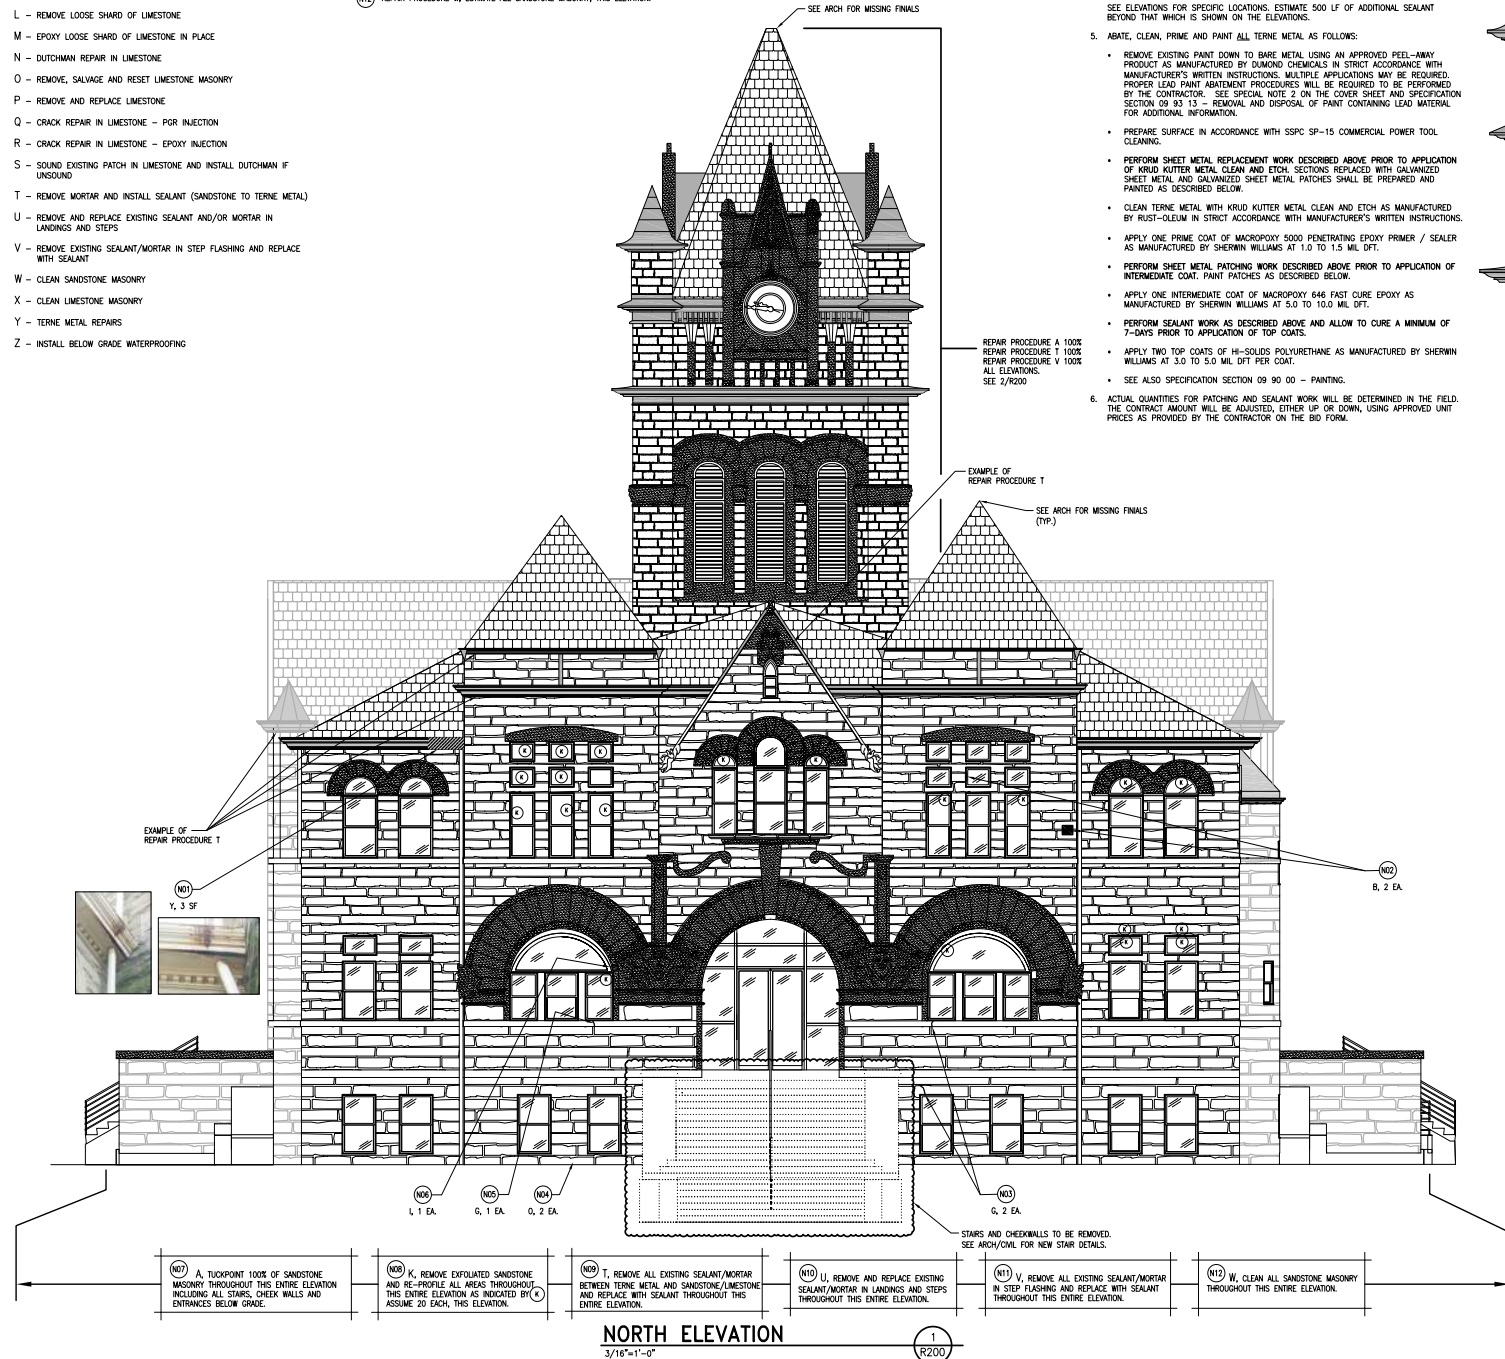 L – REMOVE LOOSE SHARD OF LIMESTONE
M – EPOXY LOOSE SHARD OF LIMESTONE IN PLACE
N – DUTCHMAN REPAIR IN LIMESTONE
O – REMOVE, SALVAGE AND RESET LIMESTONE MASONRY
P – REMOVE AND REPLACE LIMESTONE
Q – CRACK REPAIR IN LIMESTONE – PGR INJECTION
R – CRACK REPAIR IN LIMESTONE – EPOXY INJECTION
S – SOUND EXISTING PATCH IN LIMESTONE AND INSTALL DUTCHMAN IF
UNSOUND
T – REMOVE MORTAR AND INSTALL SEALANT (SANDSTONE TO TERNE METAL)
U – REMOVE AND REPLACE EXISTING SEALANT AND/OR MORTAR IN
LANDINGS AND STEPS
V – REMOVE EXISTING SEALANT/MORTAR IN STEP FLASHING AND REPLACE
WITH SEALANT
W – CLEAN SANDSTONE MASONRY
X – CLEAN LIMESTONE MASONRY
Y – TERNE METAL REPAIRS
Z – INSTALL BELOW GRADE WATERPROOFING
SEE ARCH FOR MISSING FINIALS
SEE ELEVATIONS FOR SPECIFIC LOCATIONS. ESTIMATE 500 LF OF ADDITIONAL SEALANT
BEYOND THAT WHICH IS SHOWN ON THE ELEVATIONS.
5. ABATE, CLEAN, PRIME AND PAINT ALL TERNE METAL AS FOLLOWS:
• REMOVE EXISTING PAINT DOWN TO BARE METAL USING AN APPROVED PEEL–AWAY
PRODUCT AS MANUFACTURED BY DUMOND CHEMICALS IN STRICT ACCORDANCE WITH
MANUFACTURER'S WRITTEN INSTRUCTIONS. MULTIPLE APPLICATIONS MAY BE REQUIRED.
PROPER LEAD PAINT ABATEMENT PROCEDURES WILL BE REQUIRED TO BE PERFORMED
BY THE CONTRACTOR. SEE SPECIAL NOTE 2 ON THE COVER SHEET AND SPECIFICATION
SECTION 09 93 13 – REMOVAL AND DISPOSAL OF PAINT CONTAINING LEAD MATERIAL
FOR ADDITIONAL INFORMATION.
• PREPARE SURFACE IN ACCORDANCE WITH SSPC SP–15 COMMERCIAL POWER TOOL
CLEANING.
• PERFORM SHEET METAL REPLACEMENT WORK DESCRIBED ABOVE PRIOR TO APPLICATION
OF KRUD KUTTER METAL CLEAN AND ETCH. SECTIONS REPLACED WITH GALVANIZED
SHEET METAL AND GALVANIZED SHEET METAL PATCHES SHALL BE PREPARED AND
PAINTED AS DESCRIBED BELOW.
• CLEAN TERNE METAL WITH KRUD KUTTER METAL CLEAN AND ETCH AS MANUFACTURED
BY RUST–OLEUM IN STRICT ACCORDANCE WITH MANUFACTURER'S WRITTEN INSTRUCTIONS.
• APPLY ONE PRIME COAT OF MACROPOXY 5000 PENETRATING EPOXY PRIMER / SEALER
AS MANUFACTURED BY SHERWIN WILLIAMS AT 1.0 TO 1.5 MIL DFT.
• PERFORM SHEET METAL PATCHING WORK DESCRIBED ABOVE PRIOR TO APPLICATION OF
INTERMEDIATE COAT. PAINT PATCHES AS DESCRIBED BELOW.
• APPLY ONE INTERMEDIATE COAT OF MACROPOXY 646 FAST CURE EPOXY AS
MANUFACTURED BY SHERWIN WILLIAMS AT 5.0 TO 10.0 MIL DFT.
• PERFORM SEALANT WORK AS DESCRIBED ABOVE AND ALLOW TO CURE A MINIMUM OF
7–DAYS PRIOR TO APPLICATION OF TOP COATS.
• APPLY TWO TOP COATS OF HI–SOLIDS POLYURETHANE AS MANUFACTURED BY SHERWIN
WILLIAMS AT 3.0 TO 5.0 MIL DFT PER COAT.
• SEE ALSO SPECIFICATION SECTION 09 90 00 – PAINTING.
6. ACTUAL QUANTITIES FOR PATCHING AND SEALANT WORK WILL BE DETERMINED IN THE FIELD.
THE CONTRACT AMOUNT WILL BE ADJUSTED, EITHER UP OR DOWN, USING APPROVED UNIT
PRICES AS PROVIDED BY THE CONTRACTOR ON THE BID FORM.
REPAIR PROCEDURE A 100%
REPAIR PROCEDURE T 100%
REPAIR PROCEDURE V 100%
ALL ELEVATIONS.
SEE 2/R200
EXAMPLE OF
REPAIR PROCEDURE T
SEE ARCH FOR MISSING FINIALS
(TYP.)
K K K
K K
K K K
K K
K K
K K
EXAMPLE OF
REPAIR PROCEDURE T
N01
Y, 3 SF
N02
B, 2 EA.
K K
K K
K K
N06
I, 1 EA.
N05
G, 1 EA.
N04
O, 2 EA.
N03
G, 2 EA.
STAIRS AND CHEEKWALLS TO BE REMOVED.
SEE ARCH/CIVIL FOR NEW STAIR DETAILS.
N07 A, TUCKPOINT 100% OF SANDSTONE
MASONRY THROUGHOUT THIS ENTIRE ELEVATION
INCLUDING ALL STAIRS, CHEEK WALLS AND
ENTRANCES BELOW GRADE.
N08 K, REMOVE EXFOLIATED SANDSTONE
AND RE–PROFILE ALL AREAS THROUGHOUT
THIS ENTIRE ELEVATION AS INDICATED BY K
ASSUME 20 EACH, THIS ELEVATION.
N09 T, REMOVE ALL EXISTING SEALANT/MORTAR
BETWEEN TERNE METAL AND SANDSTONE/LIMESTONE
AND REPLACE WITH SEALANT THROUGHOUT THIS
ENTIRE ELEVATION.
N10 U, REMOVE AND REPLACE EXISTING
SEALANT/MORTAR IN LANDINGS AND STEPS
THROUGHOUT THIS ENTIRE ELEVATION.
N11 V, REMOVE ALL EXISTING SEALANT/MORTAR
IN STEP FLASHING AND REPLACE WITH SEALANT
THROUGHOUT THIS ENTIRE ELEVATION.
N12 W, CLEAN ALL SANDSTONE MASONRY
THROUGHOUT THIS ENTIRE ELEVATION.
NORTH ELEVATION
3/16"=1'–0"
1
R200